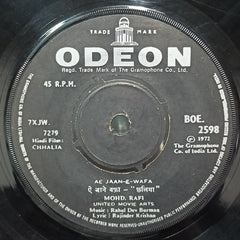 TRADE MARK
ODEON
Regd. Trade Mark of The Gramophone Co. Ltd.
45 R.P.M.
BOE.
2598
7XJW.
7279
Hindi Film:
CHHALIA
℗ 1972
The Gramophone
Co. of India Ltd.
AE JAAN-E-WAFA
ऐ जाने वफ़ा - "छलिया"
MOHD. RAFI
UNITED MOVIE ARTS
Music : Rahul Dev Burman
Lyric : Rajinder Krishan